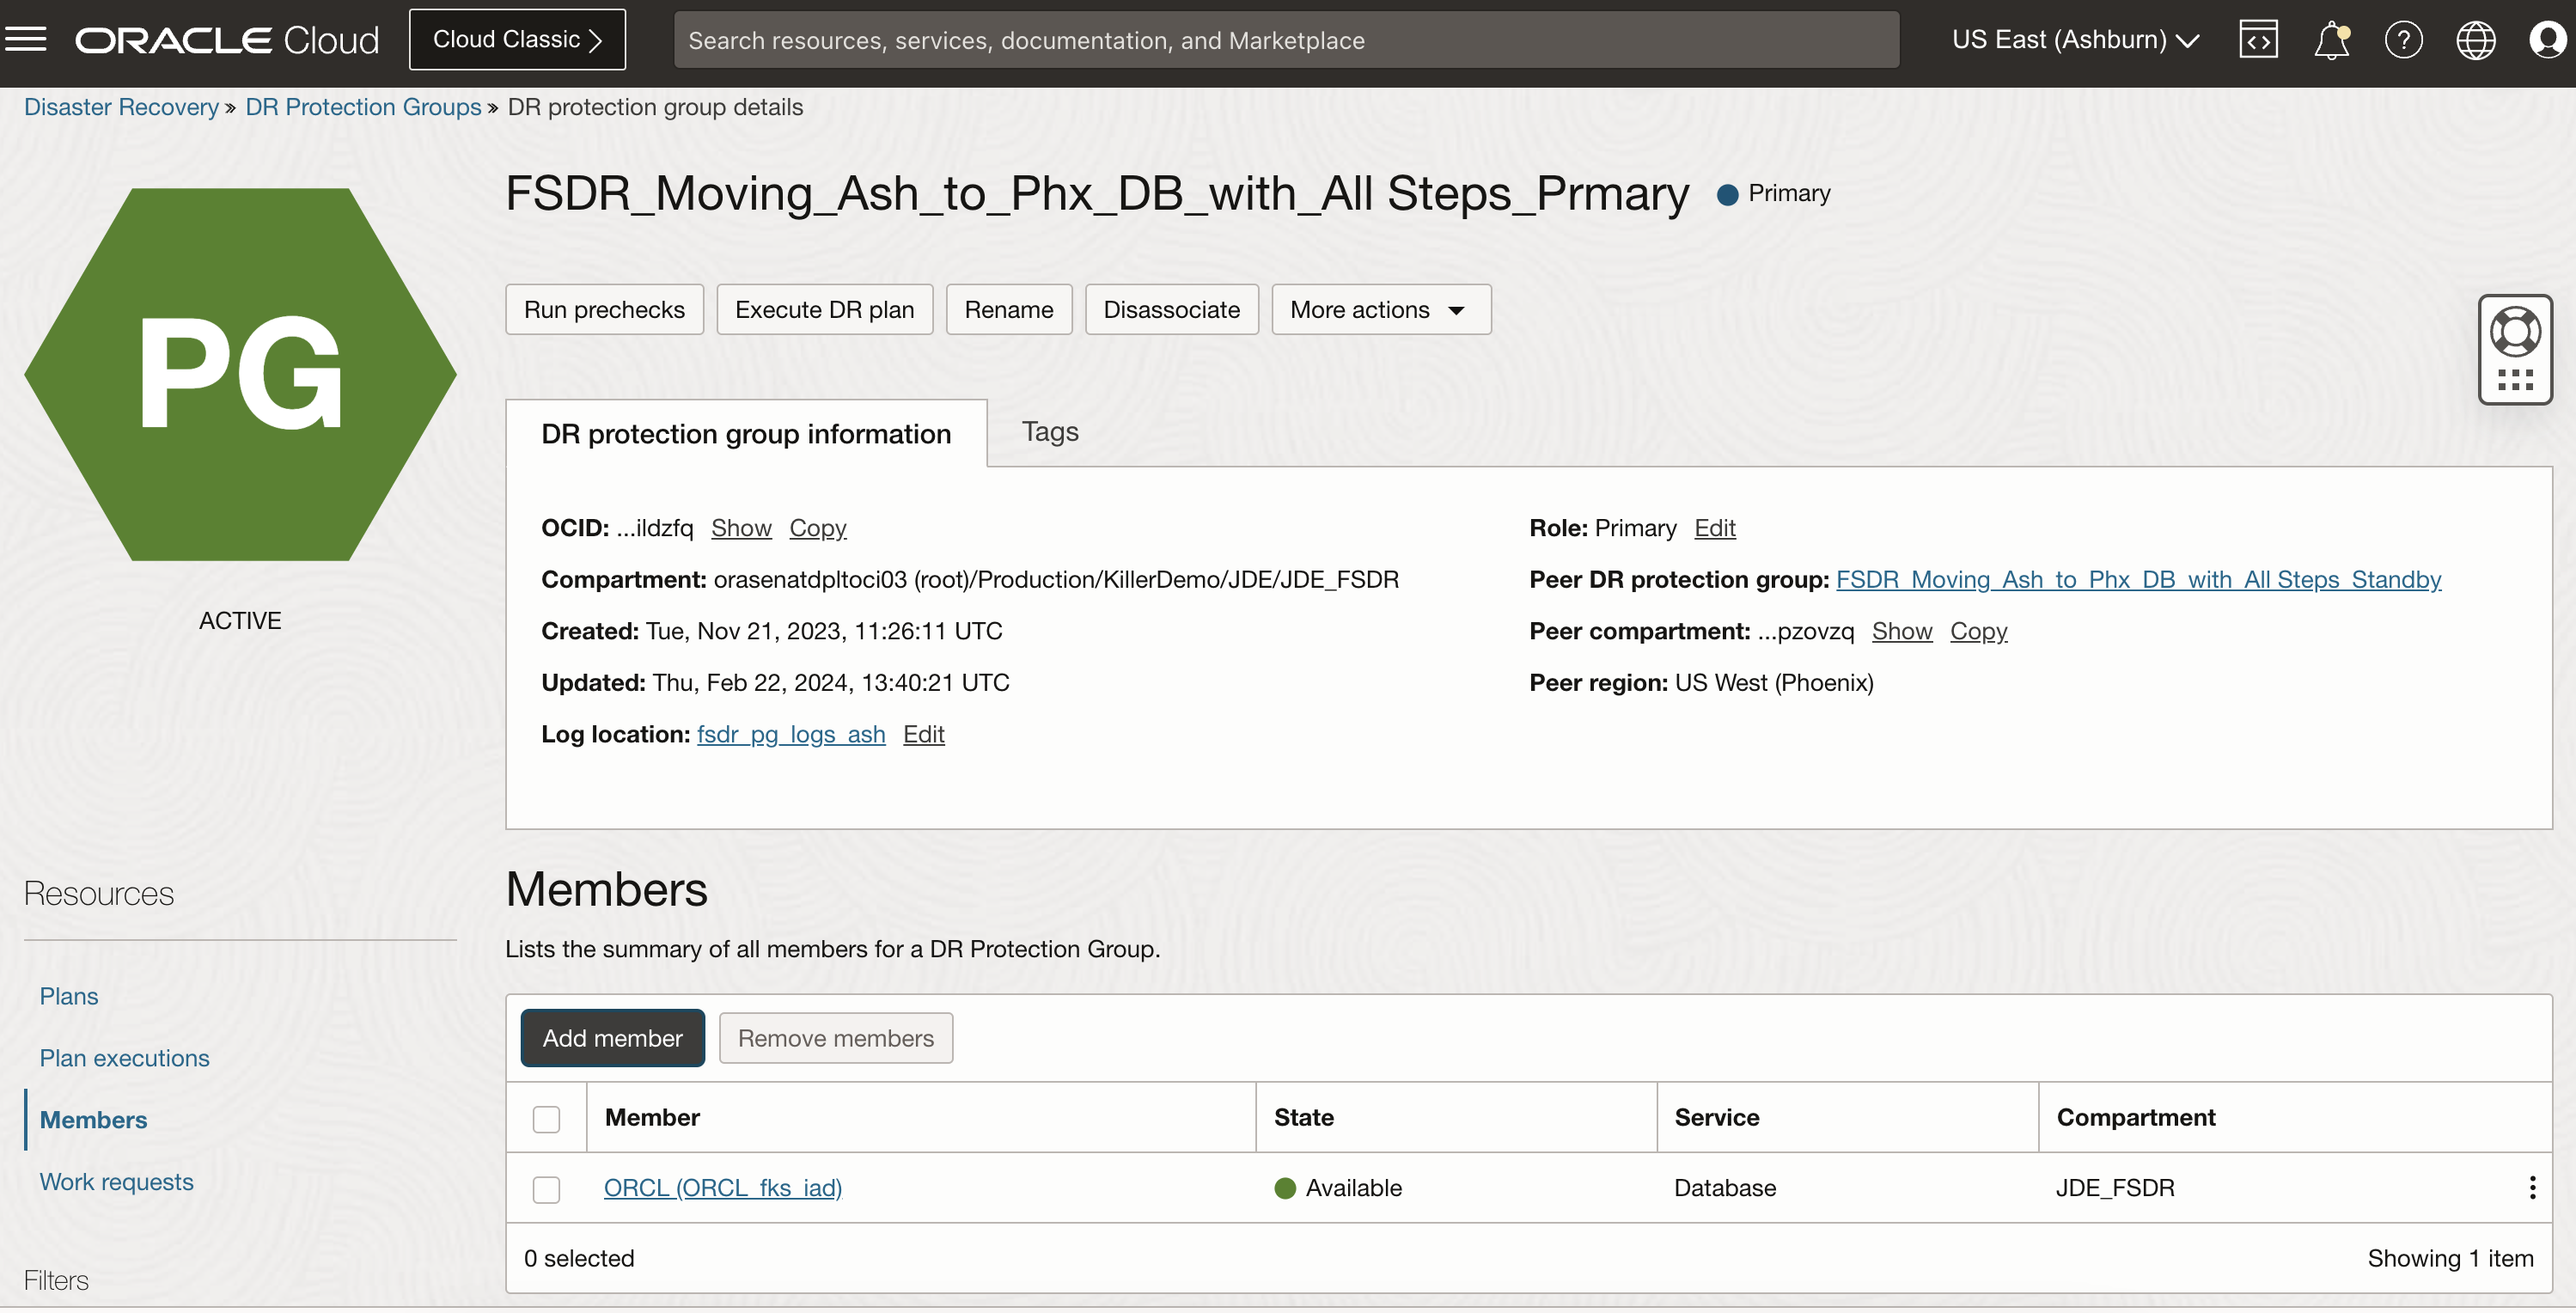 ORACLE Cloud
Cloud Classic
Search resources, services, documentation, and Marketplace
US East (Ashburn)
Disaster Recovery » DR Protection Groups » DR protection group details
PG
ACTIVE
FSDR_Moving_Ash_to_Phx_DB_with_All Steps_Prmary
Primary
Run prechecks
Execute DR plan
Rename
Disassociate
More actions
DR protection group information
Tags
OCID: ...ildzfq Show Copy
Compartment: orasenatdpltoci03 (root)/Production/KillerDemo/JDE/JDE_FSDR
Created: Tue, Nov 21, 2023, 11:26:11 UTC
Updated: Thu, Feb 22, 2024, 13:40:21 UTC
Log location: fsdr_pg_logs_ash Edit
Role: Primary Edit
Peer DR protection group: FSDR_Moving_Ash_to_Phx_DB_with_All Steps_Standby
Peer compartment: ...pzovzq Show Copy
Peer region: US West (Phoenix)
Resources
Plans
Plan executions
Members
Work requests
Filters
Members
Lists the summary of all members for a DR Protection Group.
Add member
Remove members
Member State Service Compartment
ORCL (ORCL_fks_iad) Available Database JDE_FSDR
0 selected
Showing 1 item